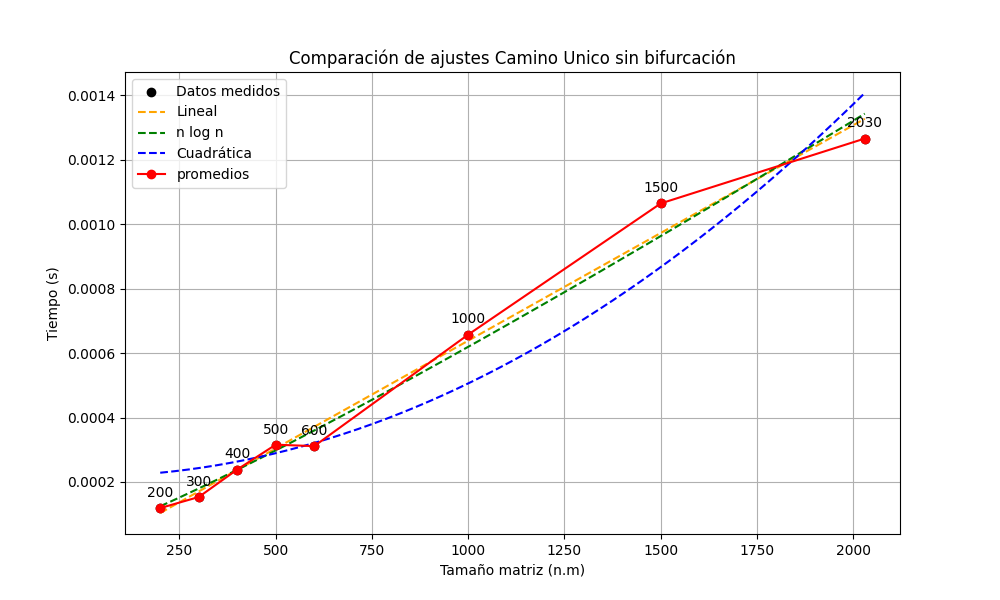 Comparación de ajustes Camino Unico sin bifurcación
Datos medidos
Lineal
n log n
Cuadrática
promedios
Tiempo (s)
0.0014
0.0012
0.0010
0.0008
0.0006
0.0004
0.0002
200
300
400
500
600
1000
1500
2030
250
500
750
1000
1250
1500
1750
2000
Tamaño matriz (n.m)